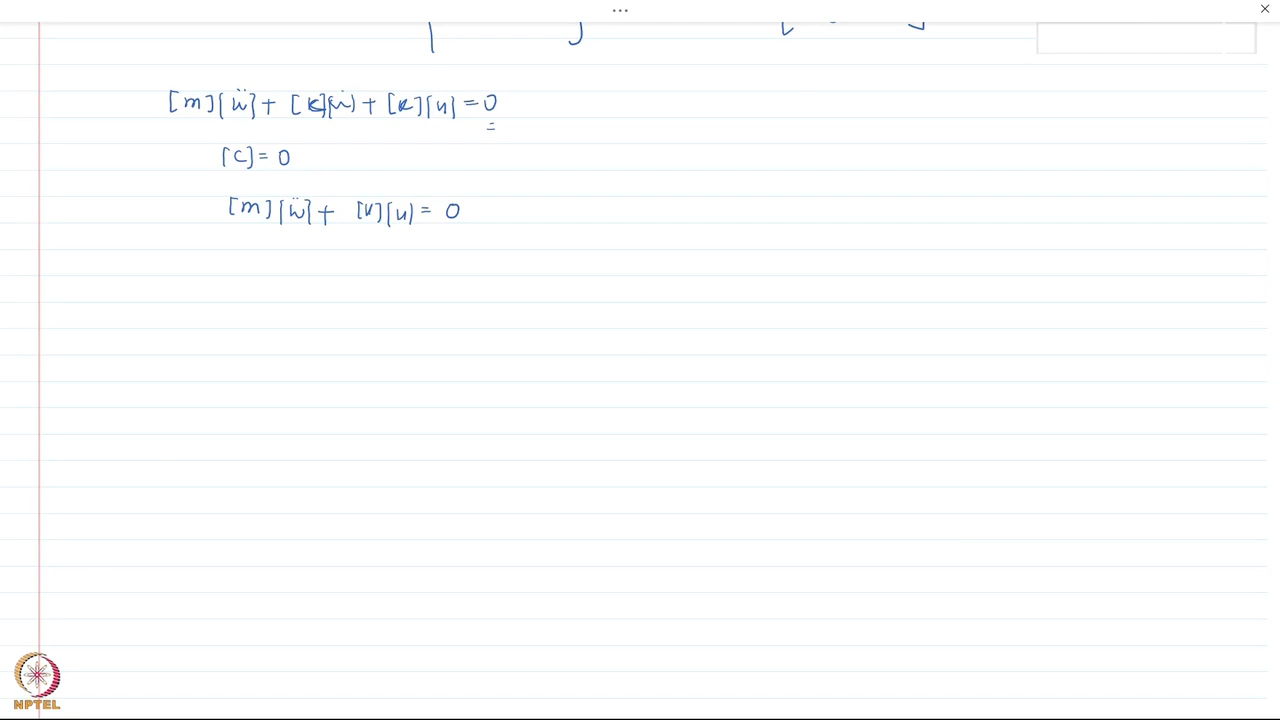 [m][ü] + [c][u̇] + [k][u] = 0
[c] = 0
[m][ü] + [k][u] = 0
NPTEL